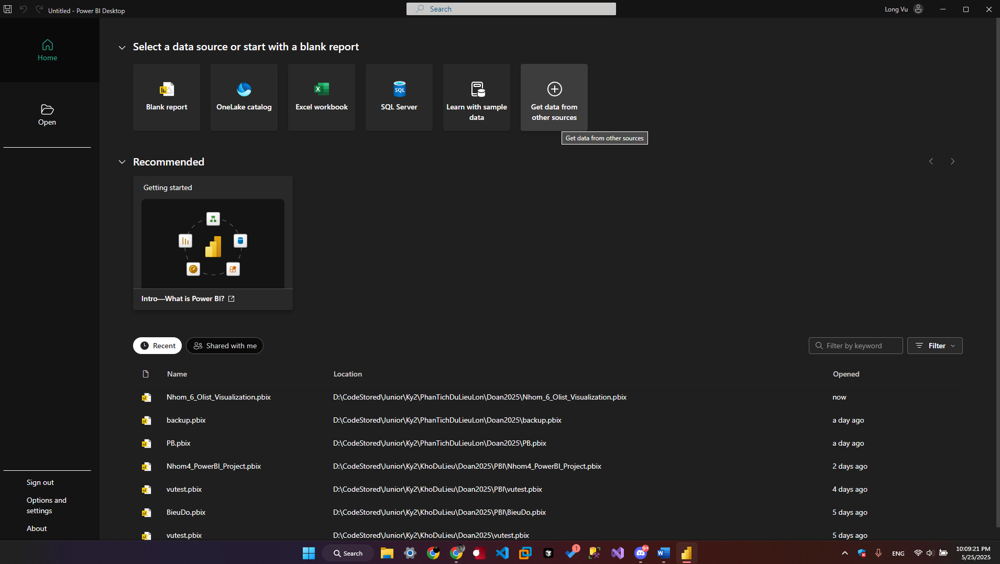 Untitled - Power BI Desktop
Search
Long Vu
Home
Open
Select a data source or start with a blank report
Blank report
OneLake catalog
Excel workbook
SQL
SQL Server
Learn with sample
data
Get data from
other sources
Get data from other sources
Recommended
Getting started
Intro—What is Power BI?
Recent
Shared with me
Filter by keyword
Filter
Name
Location
Opened
Nhom_6_Olist_Visualization.pbix
D:\CodeStored\Junior\Ky2\PhanTichDuLieuLon\Doan2025\Nhom_6_Olist_Visualization.pbix
now
backup.pbix
D:\CodeStored\Junior\Ky2\PhanTichDuLieuLon\Doan2025\backup.pbix
a day ago
PB.pbix
D:\CodeStored\Junior\Ky2\PhanTichDuLieuLon\Doan2025\PB.pbix
a day ago
Nhom4_PowerBI_Project.pbix
D:\CodeStored\Junior\Ky2\KhoDuLieu\Doan2025\PBI\Nhom4_PowerBI_Project.pbix
2 days ago
vutest.pbix
D:\CodeStored\Junior\Ky2\KhoDuLieu\Doan2025\PBI\vutest.pbix
4 days ago
BieuDo.pbix
D:\CodeStored\Junior\Ky2\KhoDuLieu\Doan2025\PBI\BieuDo.pbix
5 days ago
vutest.pbix
D:\CodeStored\Junior\Ky2\KhoDuLieu\Doan2025\vutest.pbix
5 days ago
Sign out
Options and
settings
About
Search
1
9+
ENG
10:09:21 PM
5/25/2025